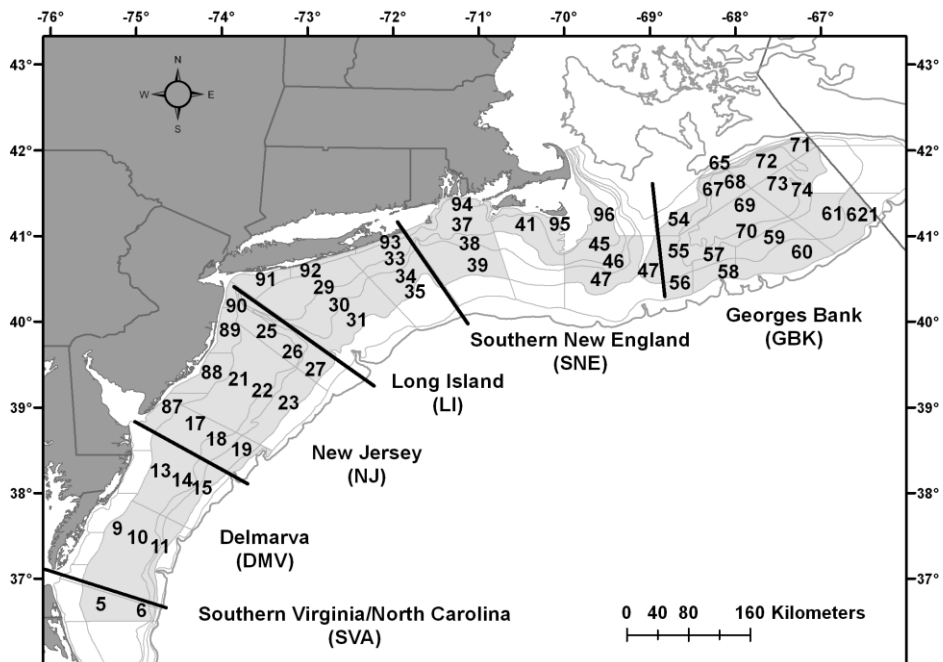 -76 -75 -74 -73 -72 -71 -70 -69 -68 -67
43° 43°
N
W E
S
42° 42°
71
65 72
57 68 73 74
94 69
37 41 95 96 54 61 621
41° 41°
93 38 45 70 59
33 55 57 60
92 39 46 47 58
91 29 34 47 56
35
90 30
40° 31 40°
89 25
Georges Bank
(GBK)
Southern New England
(SNE)
26
27
88 21
22
Long Island
(LI)
39° 87 23 39°
17
18
19
New Jersey
(NJ)
13
14
38° 15 38°
9
10
11
Delmarva
(DMV)
37° 37°
5
6
Southern Virginia/North Carolina
(SVA)
0 40 80 160 Kilometers